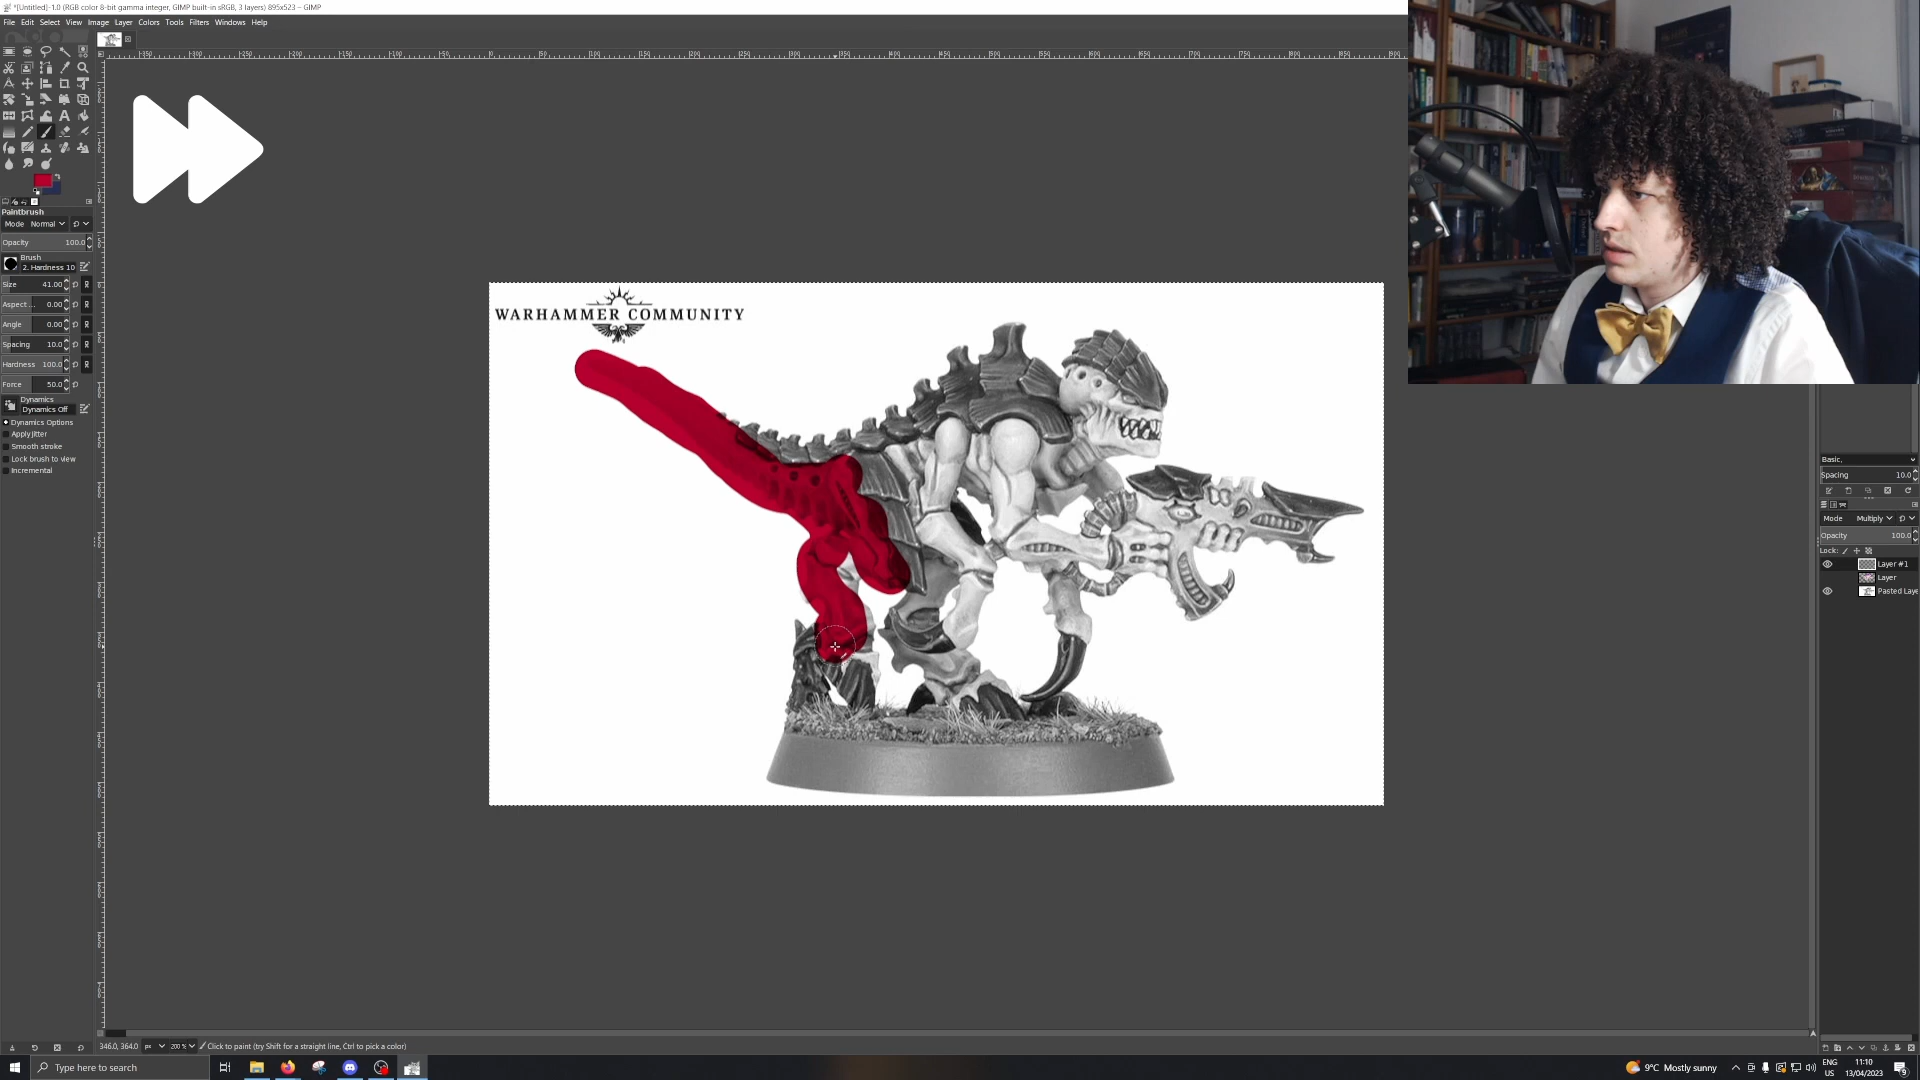 *[Untitled]-1.0 (RGB color 8-bit gamma integer, GIMP built-in sRGB, 3 layers) 895x523 – GIMP
File Edit Select View Image Layer Colors Tools Filters Windows Help
Paintbrush
Mode Normal
Opacity 100.0
Brush
2. Hardness 10
Size 41.00
Aspect ... 0.00
Angle 0.00
Spacing 10.0
Hardness 100.0
Force 50.0
Dynamics
Dynamics Off
Dynamics Options
Apply Jitter
Smooth stroke
Lock brush to view
Incremental
WARHAMMER COMMUNITY
Basic,
Spacing 10.0
Mode Multiply
Opacity 100.0
Lock:
Layer #1
Layer
Pasted Laye
346.0, 364.0 px 200 % Click to paint (try Shift for a straight line, Ctrl to pick a color)
Type here to search
9°C Mostly sunny
ENG
US
11:10
13/04/2023